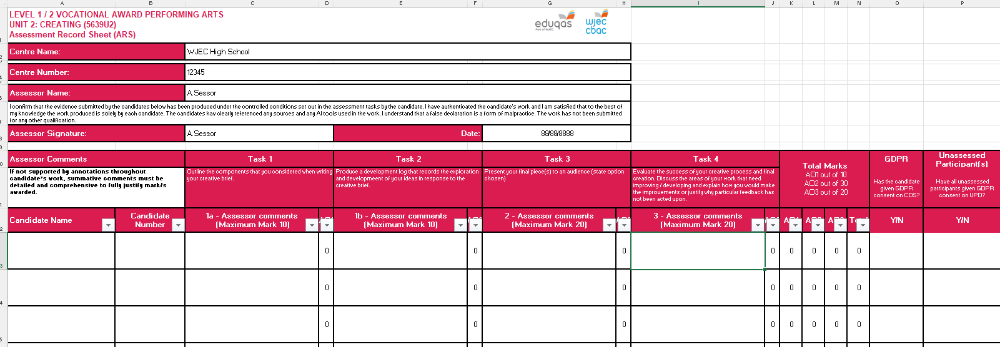 A B C D E F G H I J K L M N O P
LEVEL 1 / 2 VOCATIONAL AWARD PERFORMING ARTS
UNIT 2: CREATING (5639U2)
Assessment Record Sheet (ARS)
eduqas
Part of WJEC
wjec
cbac
Centre Name: WJEC High School
Centre Number: 12345
Assessor Name: A.Sessor
I confirm that the evidence submitted by the candidates below has been produced under the controlled conditions set out in the assessment tasks by the candidate. I have authenticated the candidate's work and I am satisfied that to the best of
my knowledge the work produced is solely by each candidate. The candidates hav clearly referenced any sources and any AI tools used in the work. I understand that a false declaration is a form of malpractice. The work has not been submitted
for any other qualification.
Assessor Signature: A.Sessor Date: 88/88/8888
Assessor Comments
If not supported by annotations throughout
candidate's work, summative comments must be
detailed and comprehensive to fully justify mark/s
awarded.
Task 1
Outline the components that you considered when writing
your creative brief.
Task 2
Produce a development log that records the exploration
and development of your ideas in response to the
creative brief.
Task 3
Present your final piece(s) to an audience (state option
chosen)
Task 4
Evaluate the success of your creative process and final
creation. Discuss the areas of your work that need
improving / developing and explain how you would make
the improvements or justify why particular feedback has
not been acted upon.
Total Marks
AO1 out of 10
AO2 out of 30
AO3 out of 20
GDPR
Has the candidate
given GDPR
consent on CDS?
Unassessed
Participant(s)
Have all unassessed
participants given GDPR
consent on UPD?
Candidate Name
Candidate
Number
1a - Assessor comments
(Maximum Mark 10)
1b - Assessor comments
(Maximum Mark 10)
2 - Assessor comments
(Maximum Mark 20)
3 - Assessor comments
(Maximum Mark 20)
Y/N
Y/N
0 0 0 0 0 0 0 0
0 0 0 0 0 0 0 0
0 0 0 0 0 0 0 0